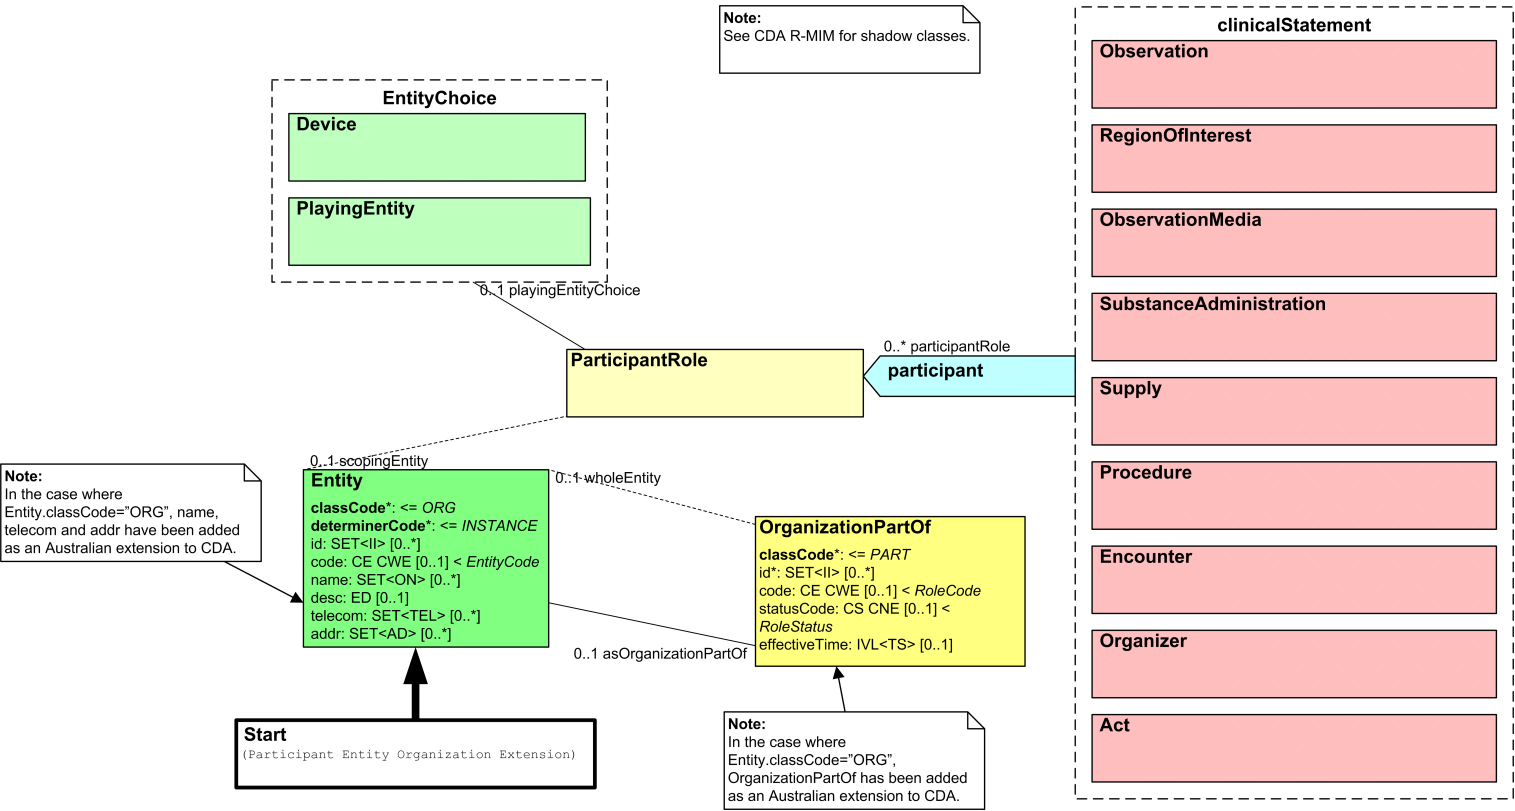 Note:
See CDA R-MIM for shadow classes.
clinicalStatement
Observation
RegionOfInterest
ObservationMedia
SubstanceAdministration
Supply
Procedure
Encounter
Organizer
Act
EntityChoice
Device
PlayingEntity
0..1 playingEntityChoice
ParticipantRole
0..* participantRole
participant
0..1 scopingEntity
Entity
classCode*: <= ORG
determinerCode*: <= INSTANCE
id: SET<II> [0..*]
code: CE CWE [0..1] < EntityCode
name: SET<ON> [0..*]
desc: ED [0..1]
telecom: SET<TEL> [0..*]
addr: SET<AD> [0..*]
Note:
In the case where
Entity.classCode=”ORG”, name,
telecom and addr have been added
as an Australian extension to CDA.
0..1 wholeEntity
OrganizationPartOf
classCode*: <= PART
id*: SET<II> [0..*]
code: CE CWE [0..1] < RoleCode
statusCode: CS CNE [0..1] <
RoleStatus
effectiveTime: IVL<TS> [0..1]
0..1 asOrganizationPartOf
Start
(Participant Entity Organization Extension)
Note:
In the case where
Entity.classCode=”ORG”,
OrganizationPartOf has been added
as an Australian extension to CDA.